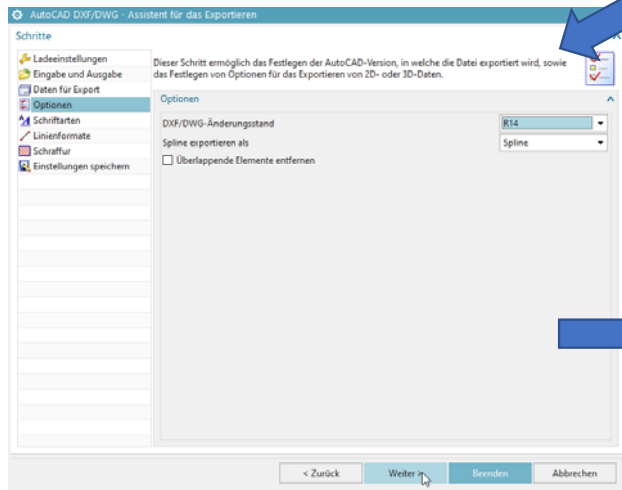 AutoCAD DXF/DWG - Assistent für das Exportieren
Schritte
Ladeeinstellungen
Eingabe und Ausgabe
Daten für Export
Optionen
Schriftarten
Linienformate
Schraffur
Einstellungen speichern
Dieser Schritt ermöglich das Festlegen der AutoCAD-Version, in welche die Datei exportiert wird, sowie
das Festlegen von Optionen für das Exportieren von 2D- oder 3D-Daten.
Optionen
DXF/DWG-Änderungsstand R14
Spline exportieren als Spline
Überlappende Elemente entfernen
< Zurück Weiter > Beenden Abbrechen